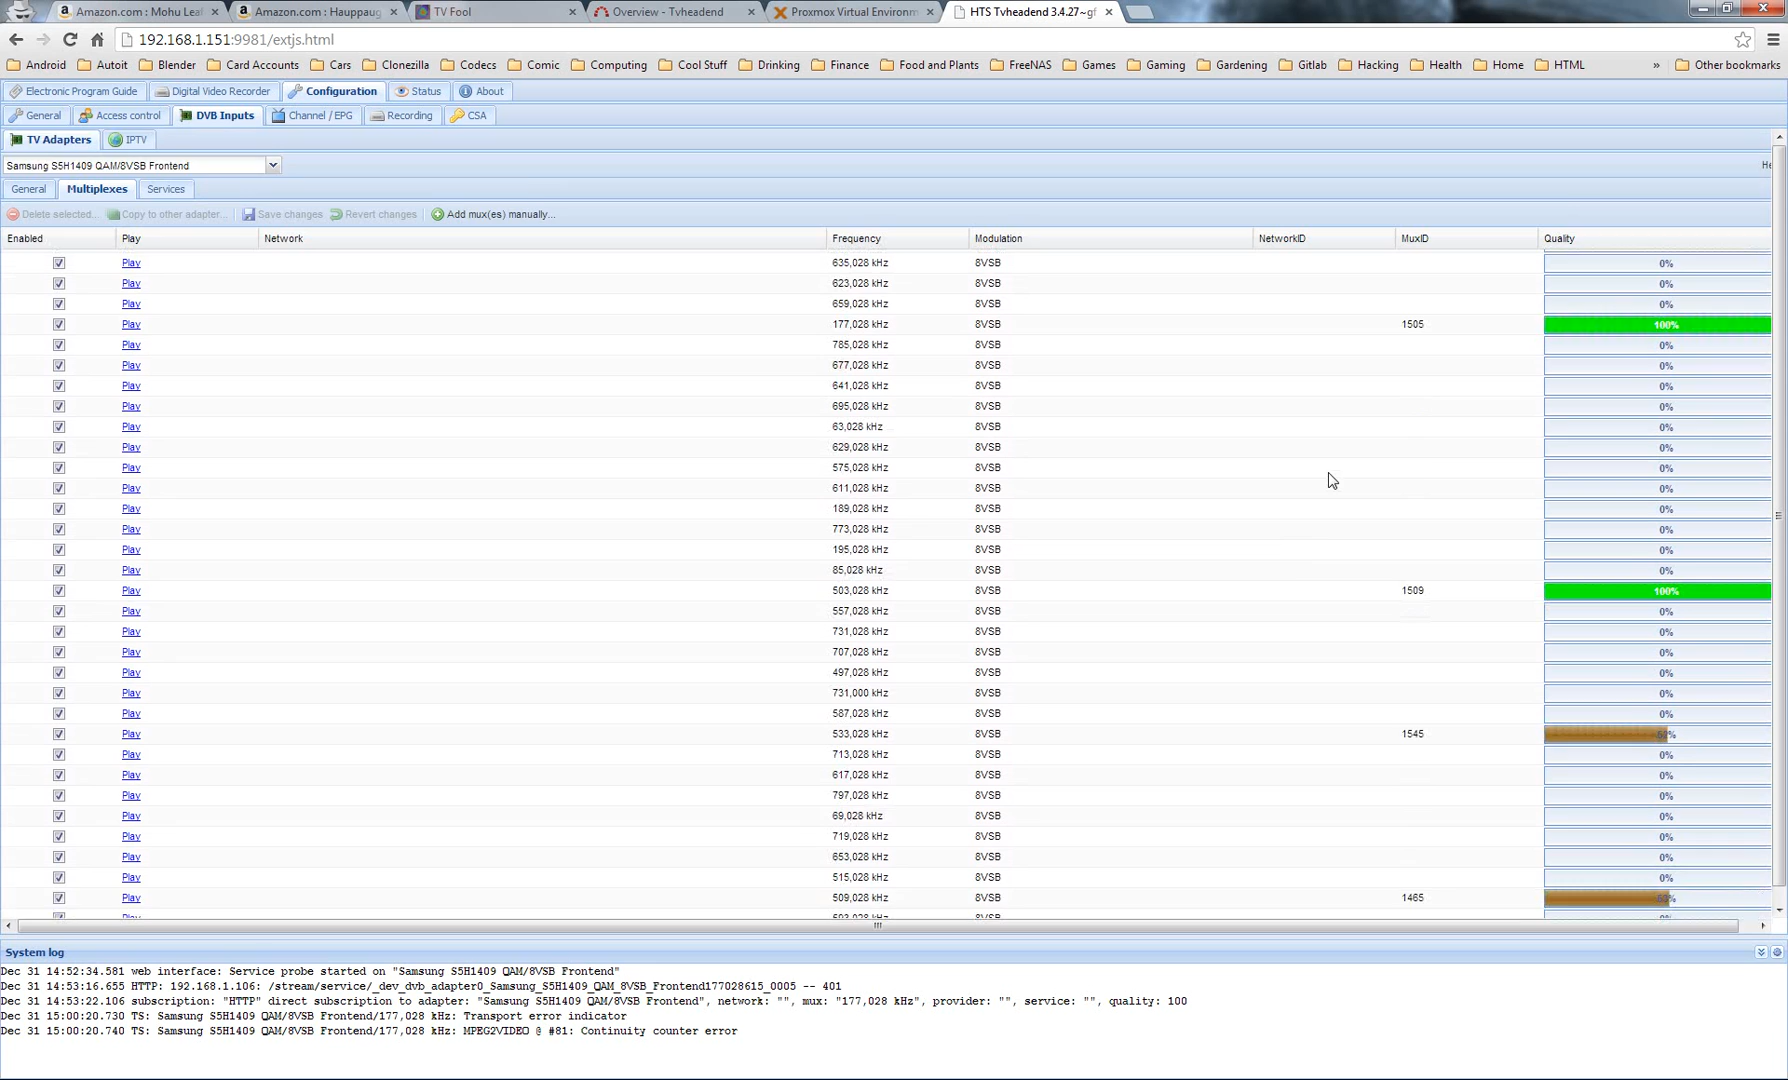 Amazon.com : Mohu Leaf
Amazon.com : Hauppaug
TV Fool
Overview - Tvheadend
Proxmox Virtual Environm
HTS Tvheadend 3.4.27~gf
192.168.1.151:9981/extjs.html
Android Autoit Blender Card Accounts Cars Clonezilla Codecs Comic Computing Cool Stuff Drinking Finance Food and Plants FreeNAS Games Gaming Gardening Gitlab Hacking Health Home HTML » Other bookmarks
Electronic Program Guide Digital Video Recorder Configuration Status About
General Access control DVB Inputs Channel / EPG Recording CSA
TV Adapters IPTV
Samsung S5H1409 QAM/8VSB Frontend He
General Multiplexes Services
Delete selected... Copy to other adapter... Save changes Revert changes Add mux(es) manually...
Enabled Play Network Frequency Modulation NetworkID MuxID Quality
Play 635,028 kHz 8VSB 0%
Play 623,028 kHz 8VSB 0%
Play 659,028 kHz 8VSB 0%
Play 177,028 kHz 8VSB 1505 100%
Play 785,028 kHz 8VSB 0%
Play 677,028 kHz 8VSB 0%
Play 641,028 kHz 8VSB 0%
Play 695,028 kHz 8VSB 0%
Play 63,028 kHz 8VSB 0%
Play 629,028 kHz 8VSB 0%
Play 575,028 kHz 8VSB 0%
Play 611,028 kHz 8VSB 0%
Play 189,028 kHz 8VSB 0%
Play 773,028 kHz 8VSB 0%
Play 195,028 kHz 8VSB 0%
Play 85,028 kHz 8VSB 0%
Play 503,028 kHz 8VSB 1509 100%
Play 557,028 kHz 8VSB 0%
Play 731,028 kHz 8VSB 0%
Play 707,028 kHz 8VSB 0%
Play 497,028 kHz 8VSB 0%
Play 731,000 kHz 8VSB 0%
Play 587,028 kHz 8VSB 0%
Play 533,028 kHz 8VSB 1545
Play 713,028 kHz 8VSB 0%
Play 617,028 kHz 8VSB 0%
Play 797,028 kHz 8VSB 0%
Play 69,028 kHz 8VSB 0%
Play 719,028 kHz 8VSB 0%
Play 653,028 kHz 8VSB 0%
Play 515,028 kHz 8VSB 0%
Play 509,028 kHz 8VSB 1465
System log
Dec 31 14:52:34.581 web interface: Service probe started on "Samsung S5H1409 QAM/8VSB Frontend"
Dec 31 14:53:16.655 HTTP: 192.168.1.106: /stream/service/_dev_dvb_adapter0_Samsung_S5H1409_QAM_8VSB_Frontend177028615_0005 -- 401
Dec 31 14:53:22.106 subscription: "HTTP" direct subscription to adapter: "Samsung S5H1409 QAM/8VSB Frontend", network: "", mux: "177,028 kHz", provider: "", service: "", quality: 100
Dec 31 15:00:20.730 TS: Samsung S5H1409 QAM/8VSB Frontend/177,028 kHz: Transport error indicator
Dec 31 15:00:20.740 TS: Samsung S5H1409 QAM/8VSB Frontend/177,028 kHz: MPEG2VIDEO @ #81: Continuity counter error